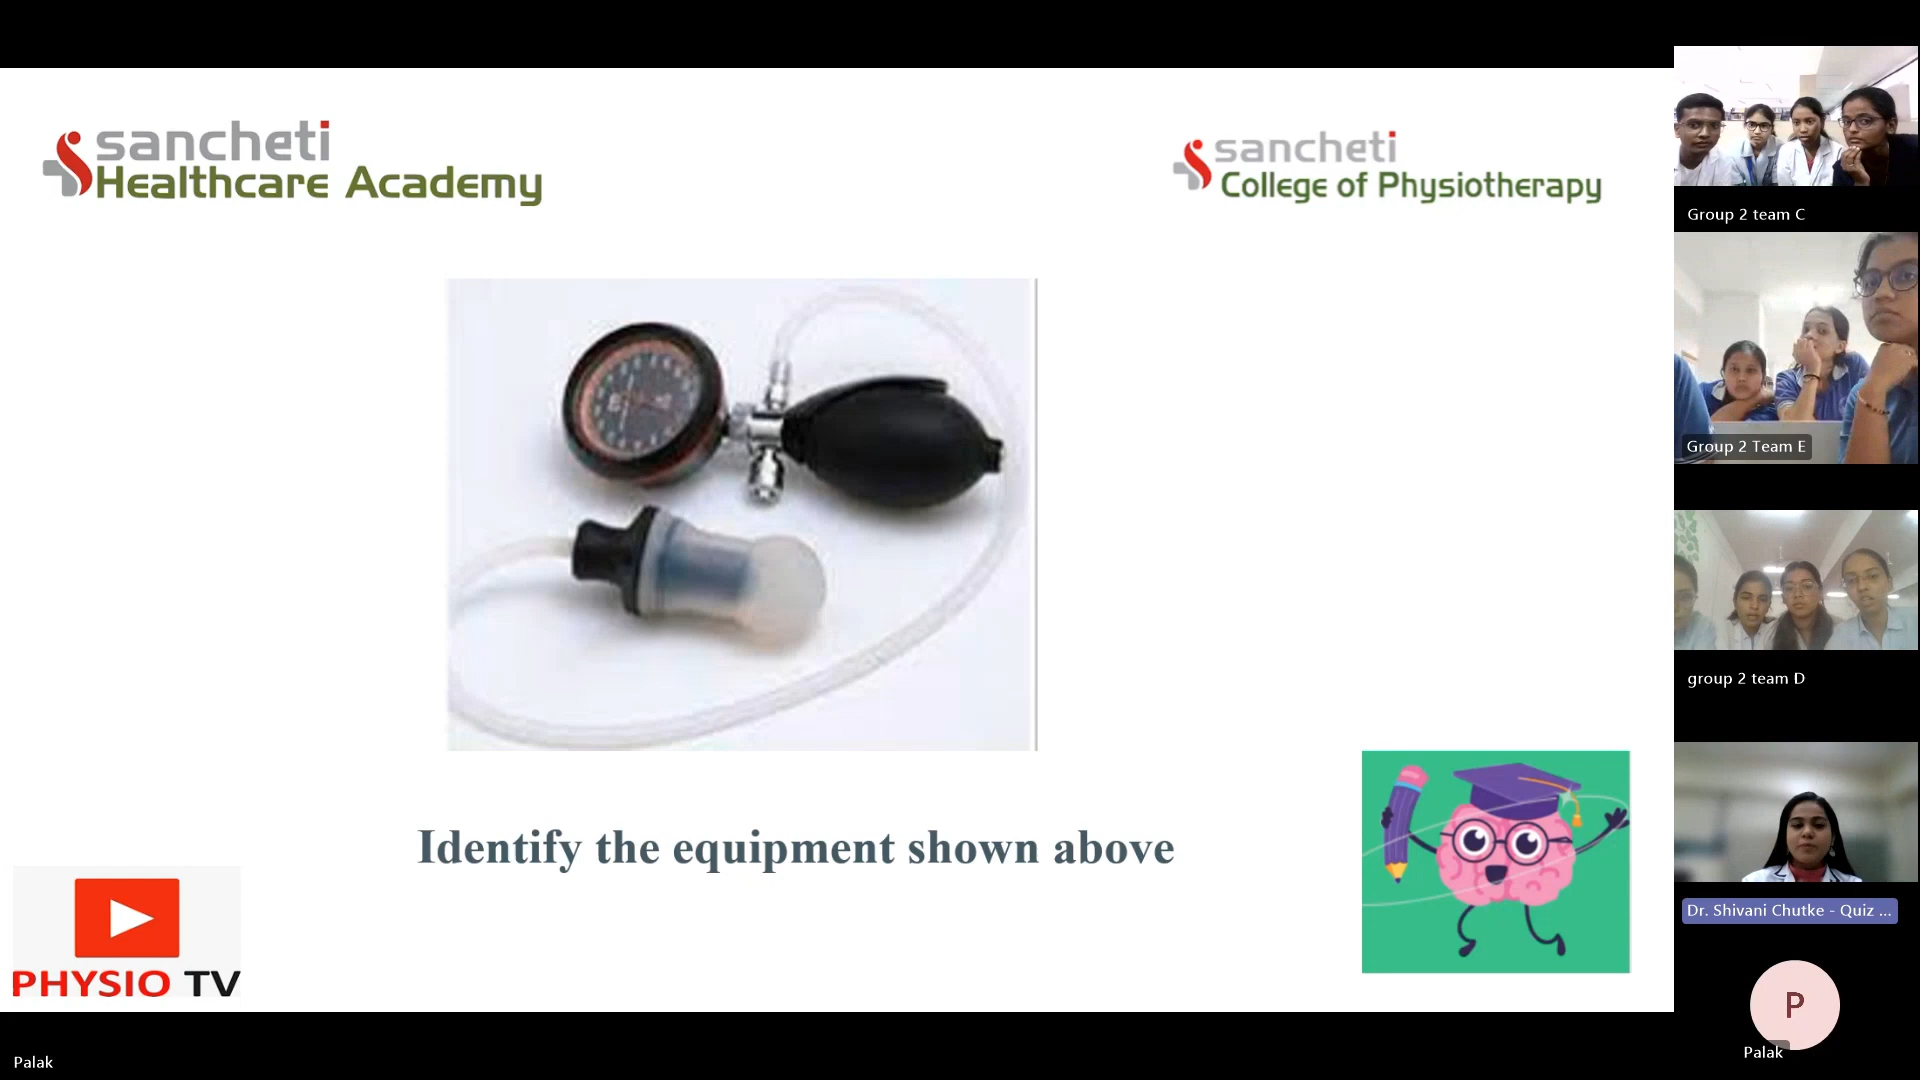 sancheti
Healthcare Academy
sancheti
College of Physiotherapy
Identify the equipment shown above
PHYSIO TV
Group 2 team C
Group 2 Team E
group 2 team D
Dr. Shivani Chutke - Quiz ...
P
Palak
Palak